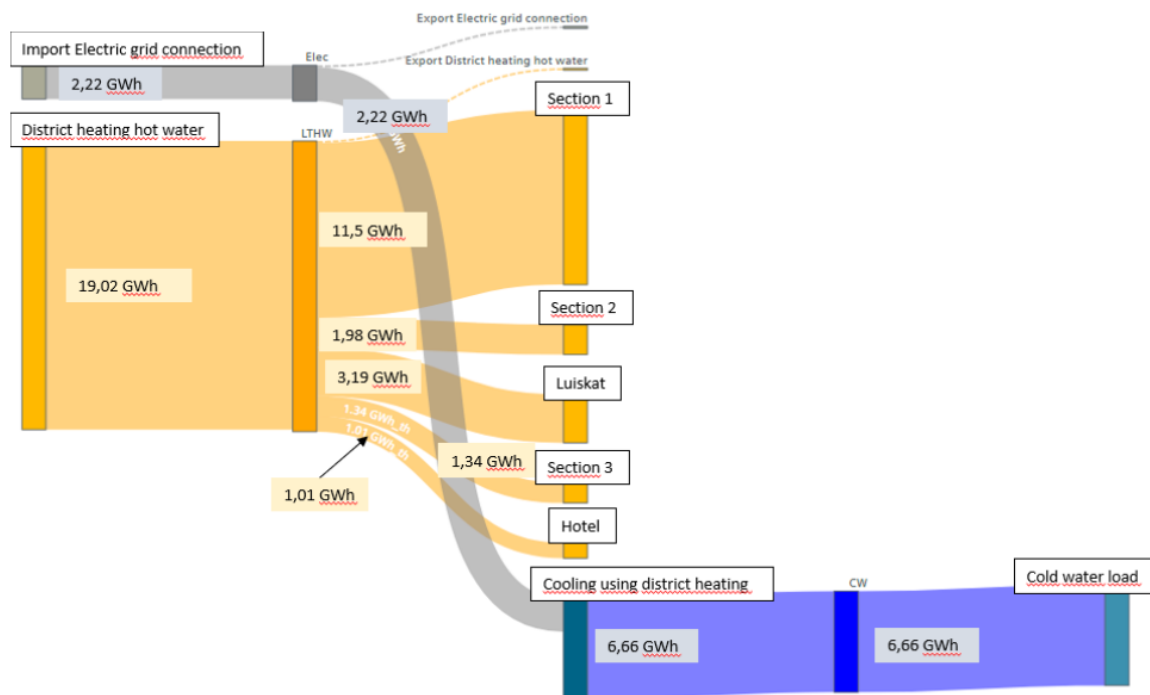 Export Electric grid connection
Import Electric grid connection
Elec
2,22 GWh
Export District heating hot water
Section 1
2,22 GWh
District heating hot water
LTHW
Wh
11,5 GWh
19,02 GWh
Section 2
1,98 GWh
3,19 GWh
Luiskat
1.34 GWh_th
1.01 GWh_th
1,34 GWh
Section 3
1,01 GWh
Hotel
Cooling using district heating
CW
Cold water load
6,66 GWh
6,66 GWh